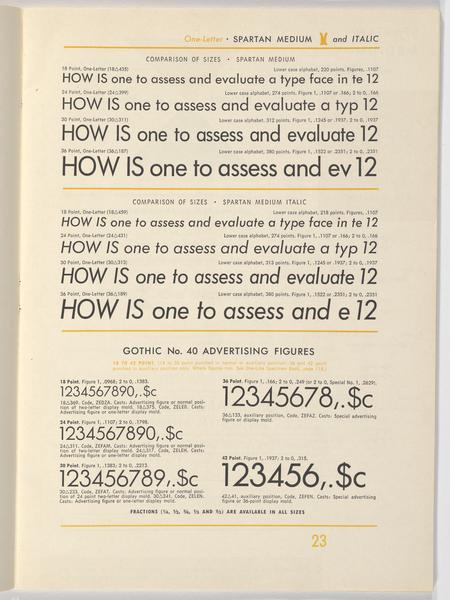 One-Letter • SPARTAN MEDIUM and ITALIC
COMPARISON OF SIZES • SPARTAN MEDIUM
18 Point, One-Letter (18△435) Lower case alphabet, 220 points. Figures, .1107
HOW IS one to assess and evaluate a type face in te 12
24 Point, One-Letter (24△399) Lower case alphabet, 274 points. Figure 1, .1107 or .166; 2 to 0, .166
HOW IS one to assess and evaluate a typ 12
30 Point, One-Letter (30△311) Lower case alphabet, 312 points. Figure 1, .1245 or .1937; 2 to 0, .1937
HOW IS one to assess and evaluate 12
36 Point, One-Letter (36△187) Lower case alphabet, 380 points. Figure 1, .1522 or .2351; 2 to 0, .2351
HOW IS one to assess and ev 12
COMPARISON OF SIZES • SPARTAN MEDIUM ITALIC
18 Point, One-Letter (18△459) Lower case alphabet, 218 points. Figures, .1107
HOW IS one to assess and evaluate a type face in te 12
24 Point, One-Letter (24△431) Lower case alphabet, 274 points. Figure 1, .1107 or .166; 2 to 0, .166
HOW IS one to assess and evaluate a typ 12
30 Point, One-Letter (30△313) Lower case alphabet, 313 points. Figure 1, .1245 or .1937; 2 to 0, .1937
HOW IS one to assess and evaluate 12
36 Point, One-Letter (36△189) Lower case alphabet, 380 points. Figure 1, .1522 or .2351; 2 to 0, .2351
HOW IS one to assess and e 12
GOTHIC No. 40 ADVERTISING FIGURES
18 TO 42 POINT.
18 Point. Figure 1, .0968; 2 to 0, .1383.
1234567890,.$c
18△369. Code, ZEDZA. Casts: Advertising figure or normal posi-
tion of two-letter display mold. 18△375, Code, ZELEB. Casts:
Advertising figure or one-letter display mold.
24 Point. Figure 1, .1107; 2 to 0, .1798.
1234567890,.$c
24△311. Code, ZEFAM. Casts: Advertising figure or normal posi-
tion of two-letter display mold. 24△317, Code, ZELEH. Casts:
Advertising figure or one-letter display mold.
30 Point. Figure 1, .1383; 2 to 0, .2213.
123456789,.$c
30△233. Code, ZEFAT. Casts: Advertising figure or normal posi-
tion of 24 point two-letter display mold. 30△241, Code, ZELEN.
Casts: Advertising figure or one-letter display mold.
36 Point. Figure 1, .166; 2 to 0, .249 (or 2 to 0, Special No. 1, .2629).
12345678,.$c
36△135, auxiliary position, Code, ZEFAZ. Casts: Special advertising
figure or 36-point display mold.
42 Point. Figure 1, .1937; 2 to 0, .315.
123456,.$c
42△41, auxiliary position, Code, ZEFEN. Casts: Special advertising
figure or 36-point display mold.
FRACTIONS (¼, ½, ¾, ⅓ AND ⅔) ARE AVAILABLE IN ALL SIZES
23